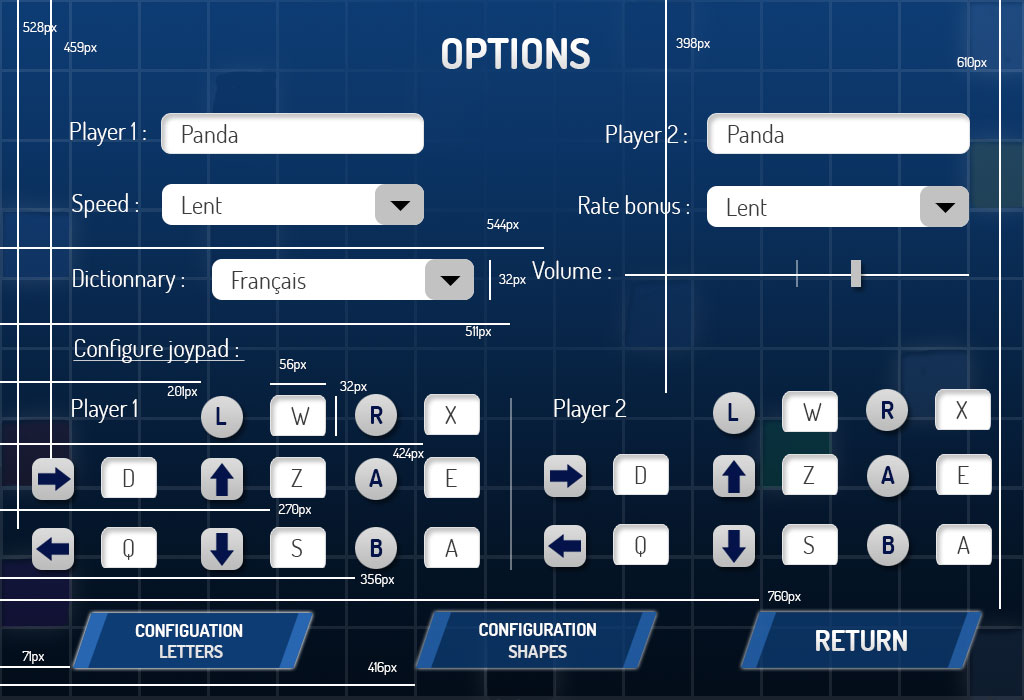 528px
459px
OPTIONS
398px
610px
Player 1 : Panda
Player 2 : Panda
Speed : Lent
Rate bonus : Lent
544px
Dictionnary : Français
32px
Volume :
511px
Configure joypad :
56px
201px
32px
Player 1 L W R X
Player 2 L W R X
424px
D Z A E
D Z A E
270px
Q S B A
Q S B A
356px
760px
CONFIGUATION
LETTERS
CONFIGURATION
SHAPES
RETURN
71px
416px